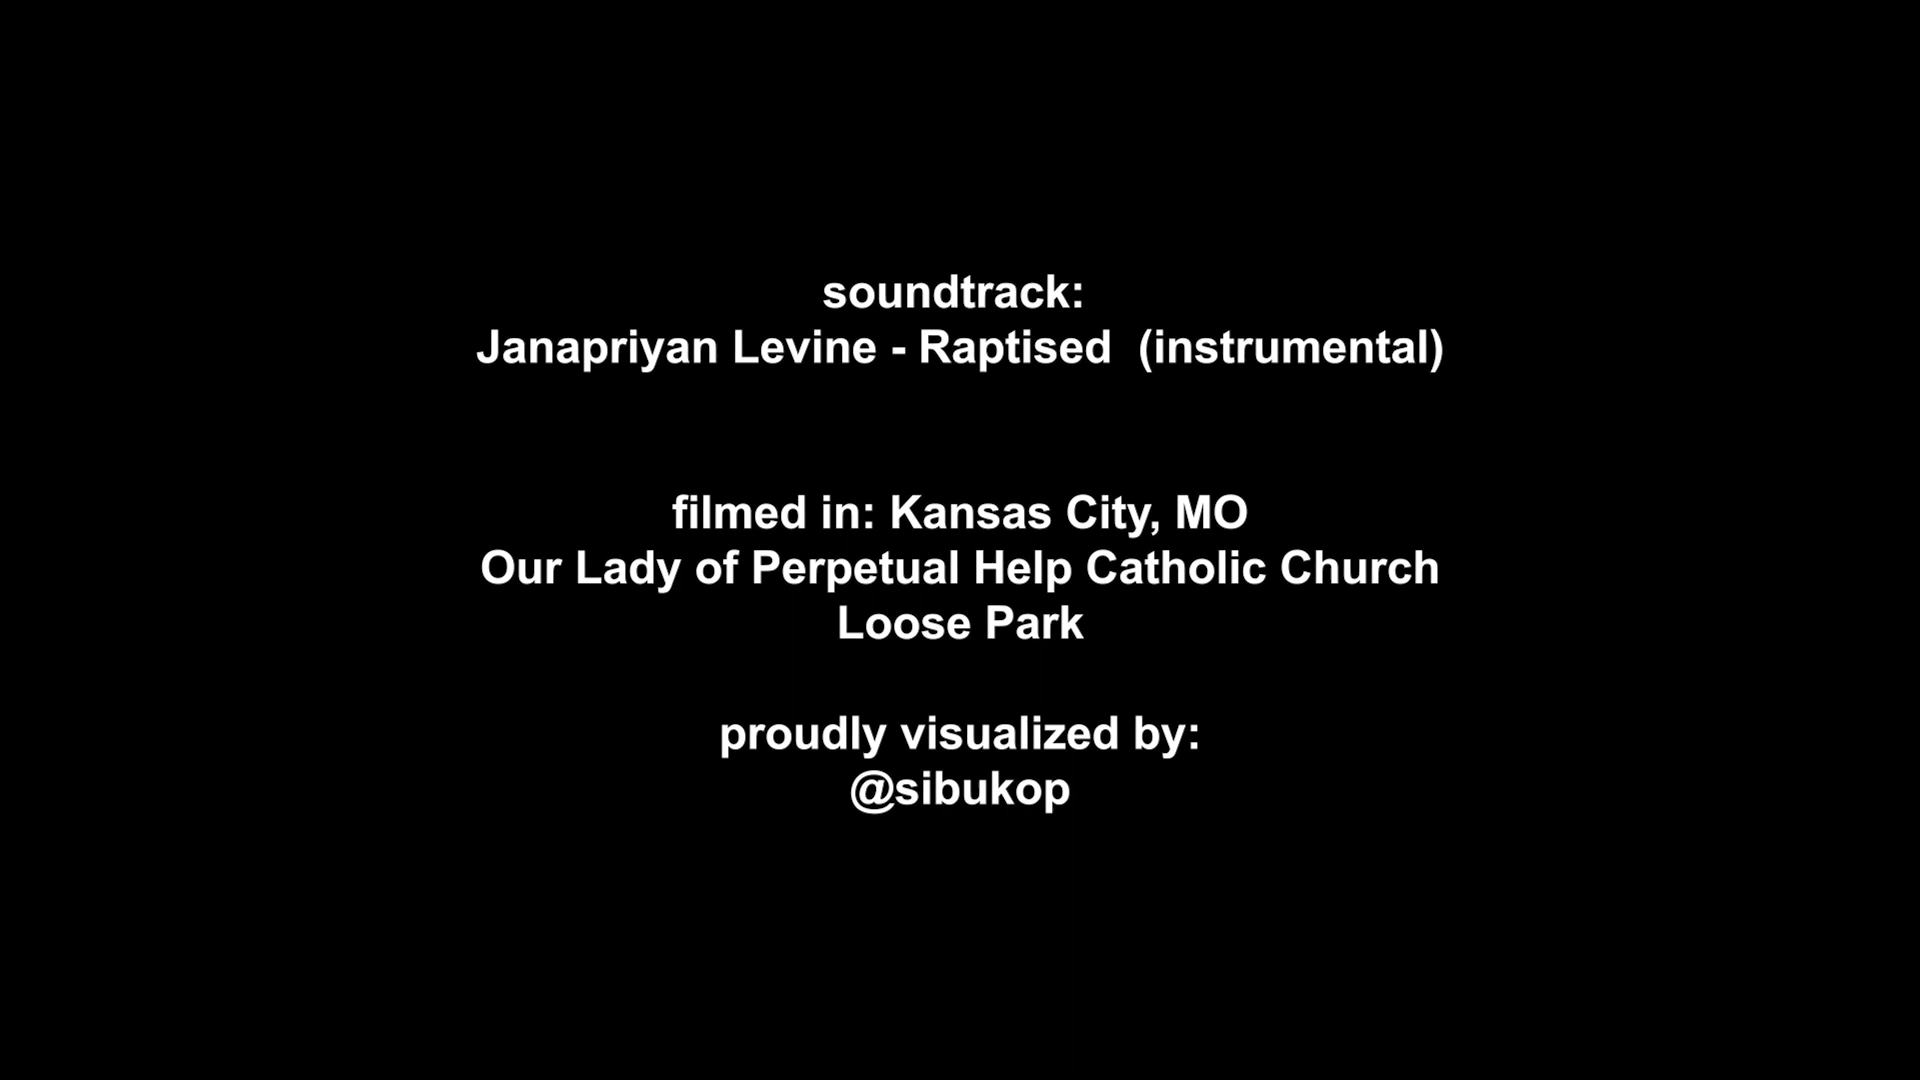 soundtrack:
Janapriyan Levine - Raptised  (instrumental)
filmed in: Kansas City, MO
Our Lady of Perpetual Help Catholic Church
Loose Park
proudly visualized by:
@sibukop